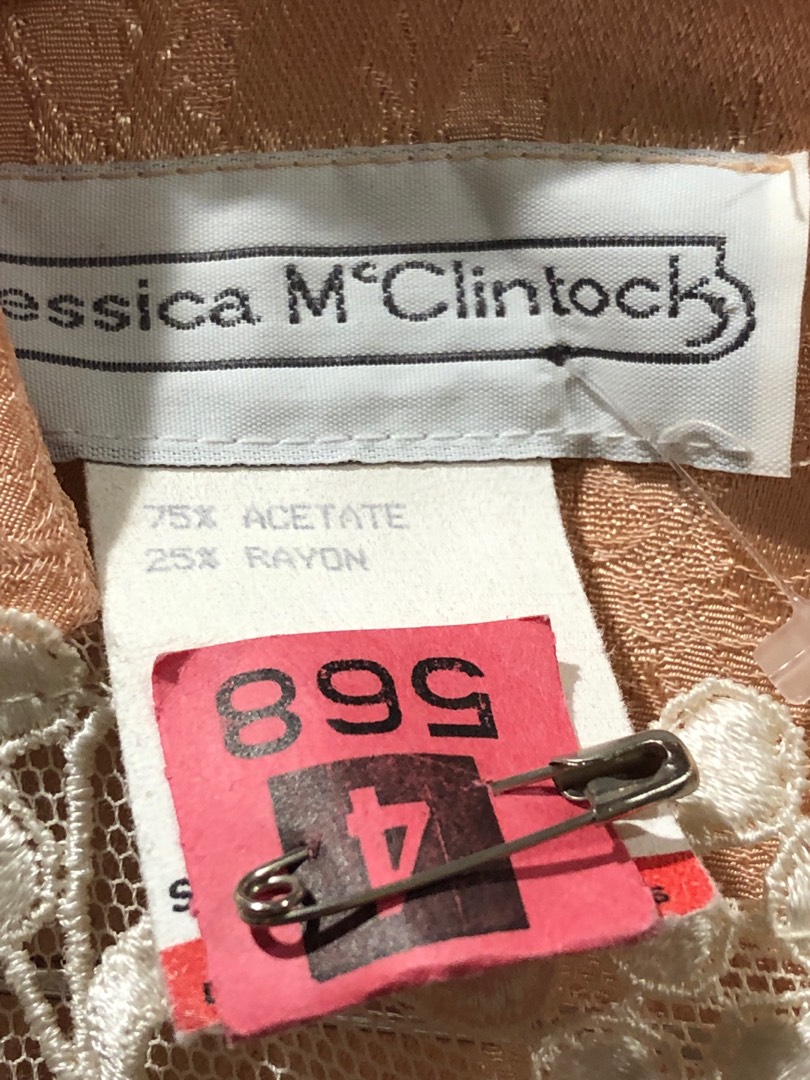 essica McClintock
75% ACETATE
25% RAYON
568
4